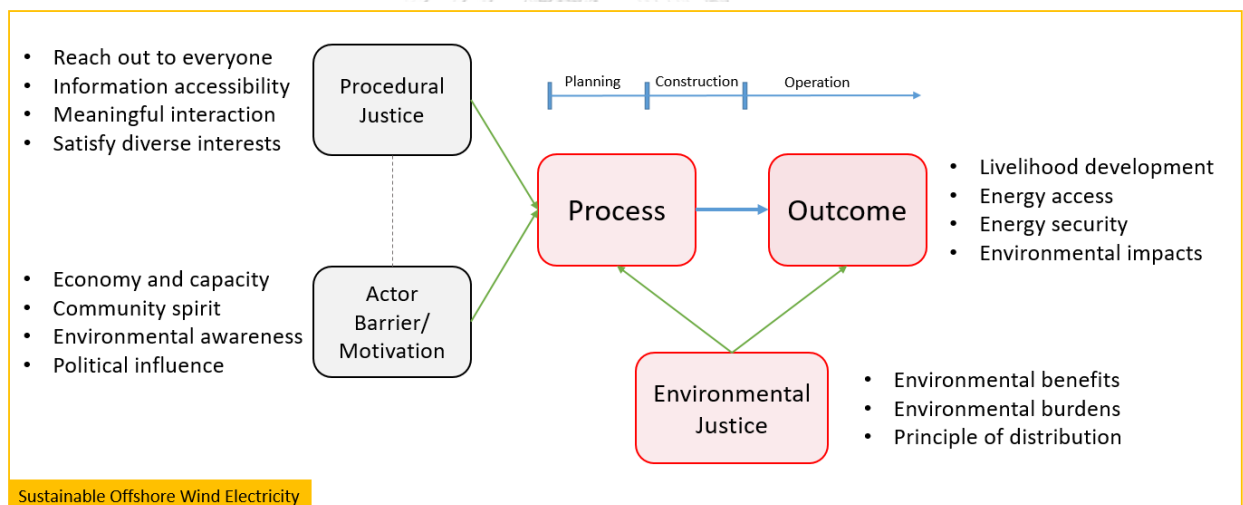 • Reach out to everyone
• Information accessibility
• Meaningful interaction
• Satisfy diverse interests
Procedural
Justice
Planning
Construction
Operation
Process
Outcome
• Livelihood development
• Energy access
• Energy security
• Environmental impacts
• Economy and capacity
• Community spirit
• Environmental awareness
• Political influence
Actor
Barrier/
Motivation
Environmental
Justice
• Environmental benefits
• Environmental burdens
• Principle of distribution
Sustainable Offshore Wind Electricity